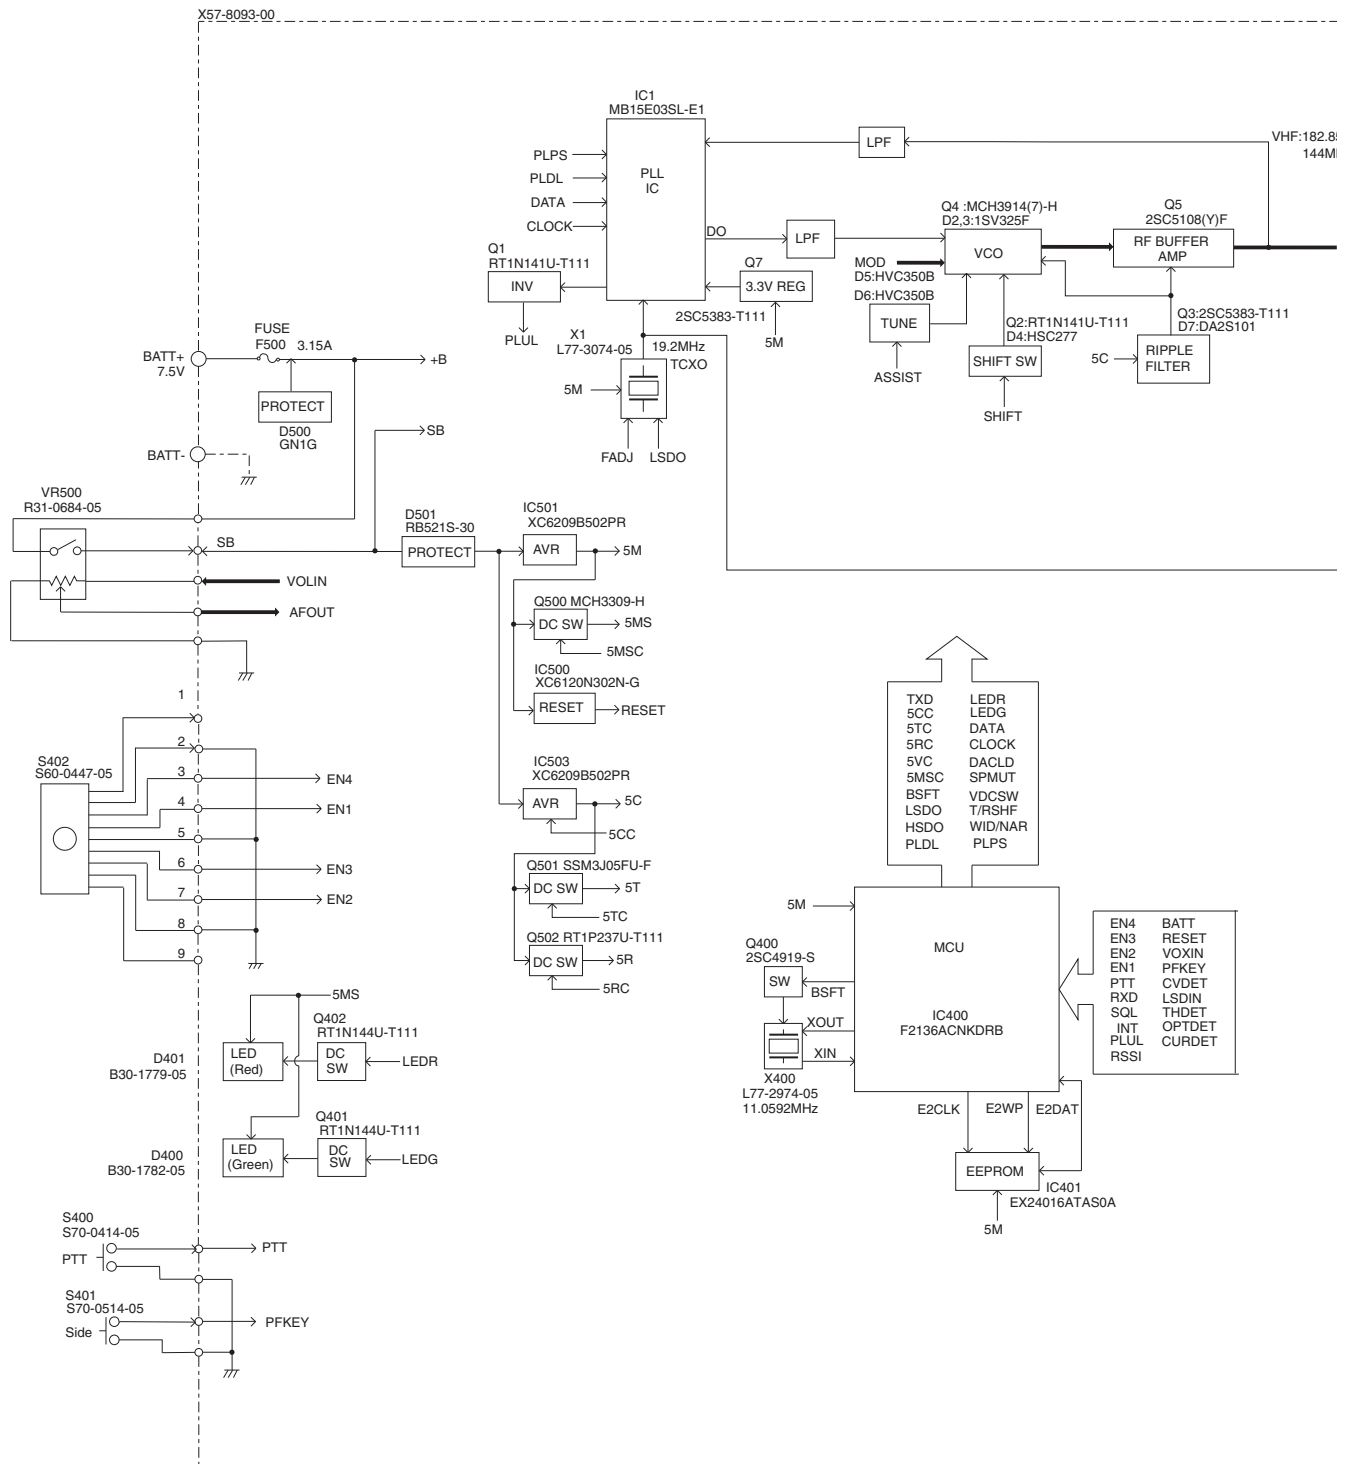 X57-8093-00
IC1
MB15E03SL-E1
PLL
IC
PLPS
PLDL
DATA
CLOCK
LPF
VHF:182.8
144M
Q1
RT1N141U-T111
INV
PLUL
DO
LPF
Q4 :MCH3914(7)-H
D2,3:1SV325F
VCO
Q5
2SC5108(Y)F
RF BUFFER
AMP
Q7
3.3V REG
2SC5383-T111
5M
MOD
D5:HVC350B
D6:HVC350B
TUNE
ASSIST
Q2:RT1N141U-T111
D4:HSC277
SHIFT SW
SHIFT
Q3:2SC5383-T111
D7:DA2S101
5C
RIPPLE
FILTER
X1
L77-3074-05
19.2MHz
TCXO
5M
FADJ
LSDO
FUSE
F500
3.15A
BATT+
7.5V
+B
PROTECT
D500
GN1G
SB
BATT-
VR500
R31-0684-05
SB
D501
RB521S-30
PROTECT
IC501
XC6209B502PR
AVR
5M
VOLIN
AFOUT
Q500 MCH3309-H
DC SW
5MS
5MSC
IC500
XC6120N302N-G
RESET
RESET
IC503
XC6209B502PR
AVR
5C
5CC
Q501 SSM3J05FU-F
DC SW
5T
5TC
Q502 RT1P237U-T111
DC SW
5R
5RC
S402
S60-0447-05
1
2
3
EN4
4
EN1
5
6
EN3
7
EN2
8
9
TXD LEDR
5CC LEDG
5TC DATA
5RC CLOCK
5VC DACLD
5MSC SPMUT
BSFT VDCSW
LSDO T/RSHF
HSDO WID/NAR
PLDL PLPS
5M
MCU
IC400
F2136ACNKDRB
Q400
2SC4919-S
SW
BSFT
XOUT
XIN
X400
L77-2974-05
11.0592MHz
EN4 BATT
EN3 RESET
EN2 VOXIN
EN1 PFKEY
PTT CVDET
RXD LSDIN
SQL THDET
INT OPTDET
PLUL CURDET
RSSI
E2CLK
E2WP
E2DAT
EEPROM
IC401
EX24016ATAS0A
5M
5MS
Q402
RT1N144U-T111
D401
B30-1779-05
LED
(Red)
DC
SW
LEDR
Q401
RT1N144U-T111
D400
B30-1782-05
LED
(Green)
DC
SW
LEDG
S400
S70-0414-05
PTT
PTT
S401
S70-0514-05
Side
PFKEY